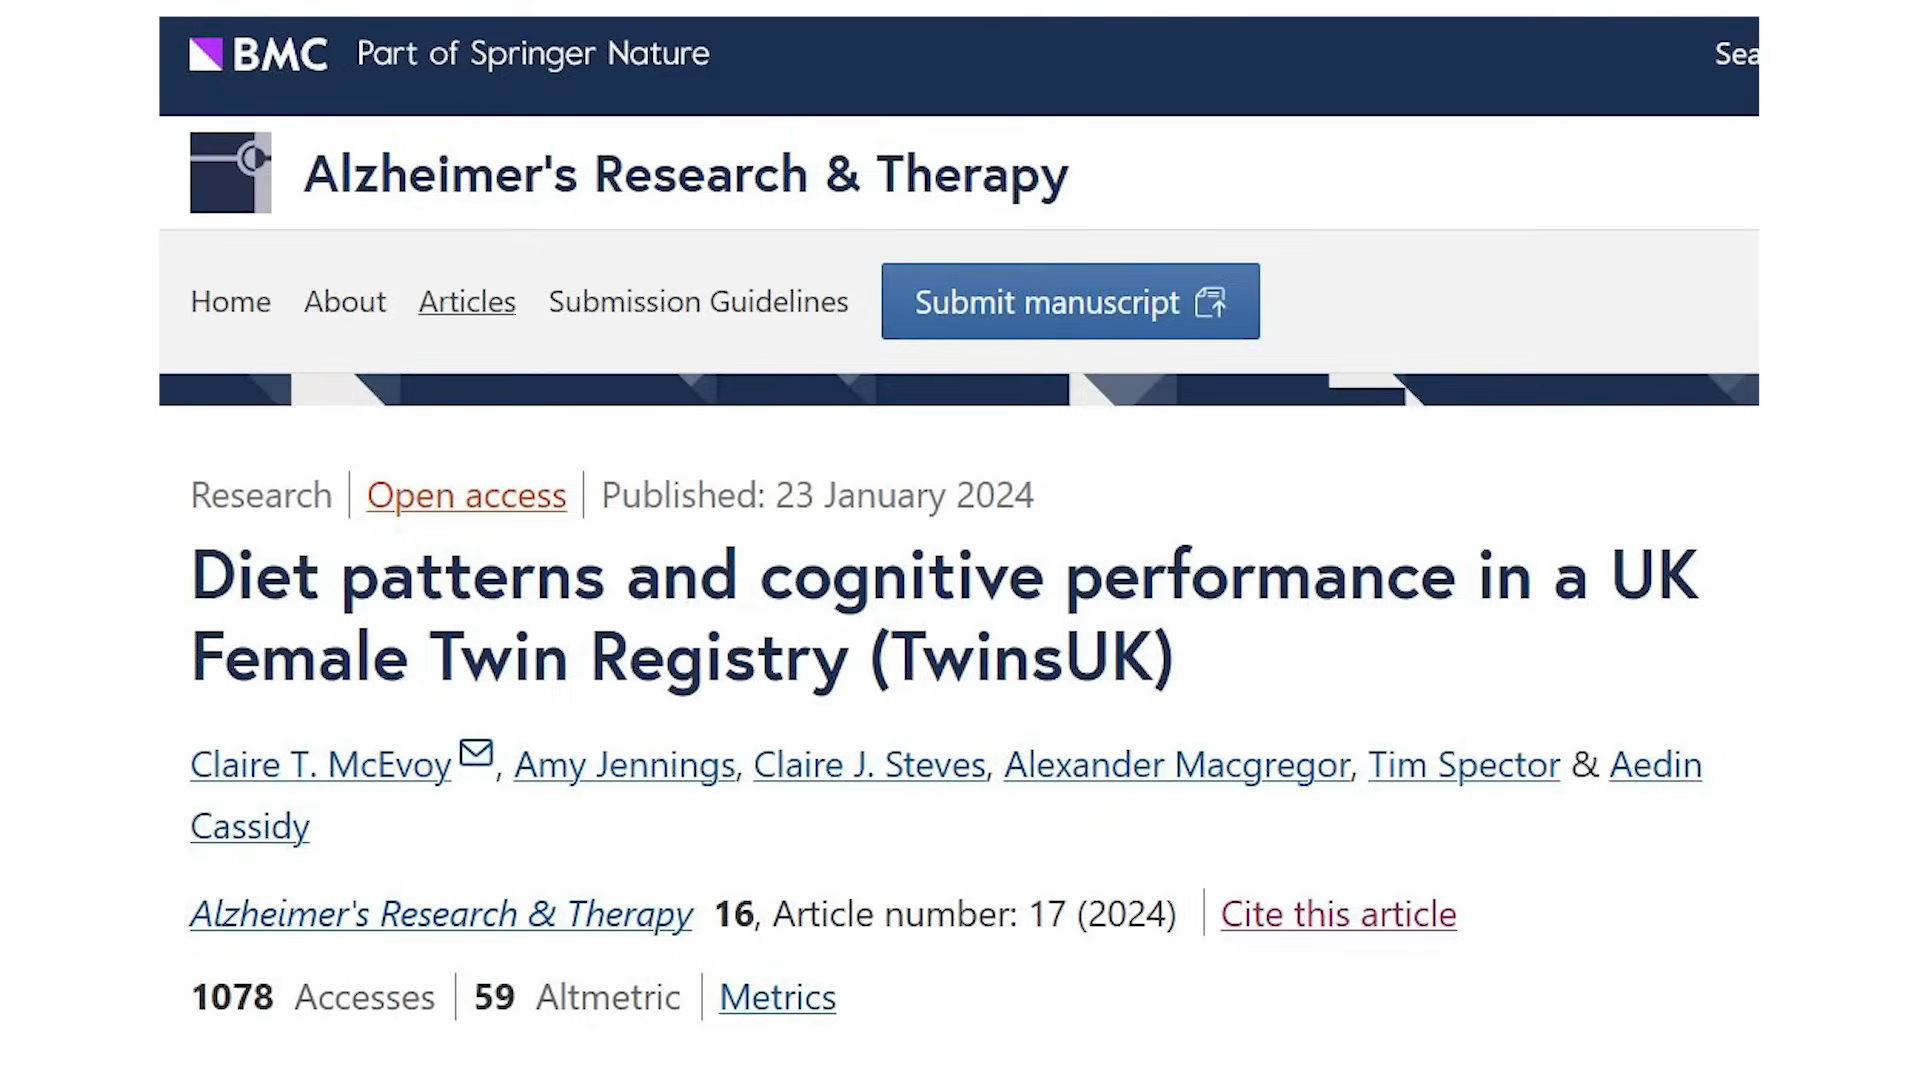 BMC Part of Springer Nature
Sea
Alzheimer's Research & Therapy
Home About Articles Submission Guidelines Submit manuscript
Research Open access Published: 23 January 2024
Diet patterns and cognitive performance in a UK
Female Twin Registry (TwinsUK)
Claire T. McEvoy, Amy Jennings, Claire J. Steves, Alexander Macgregor, Tim Spector & Aedin
Cassidy
Alzheimer's Research & Therapy 16, Article number: 17 (2024) Cite this article
1078 Accesses 59 Altmetric Metrics